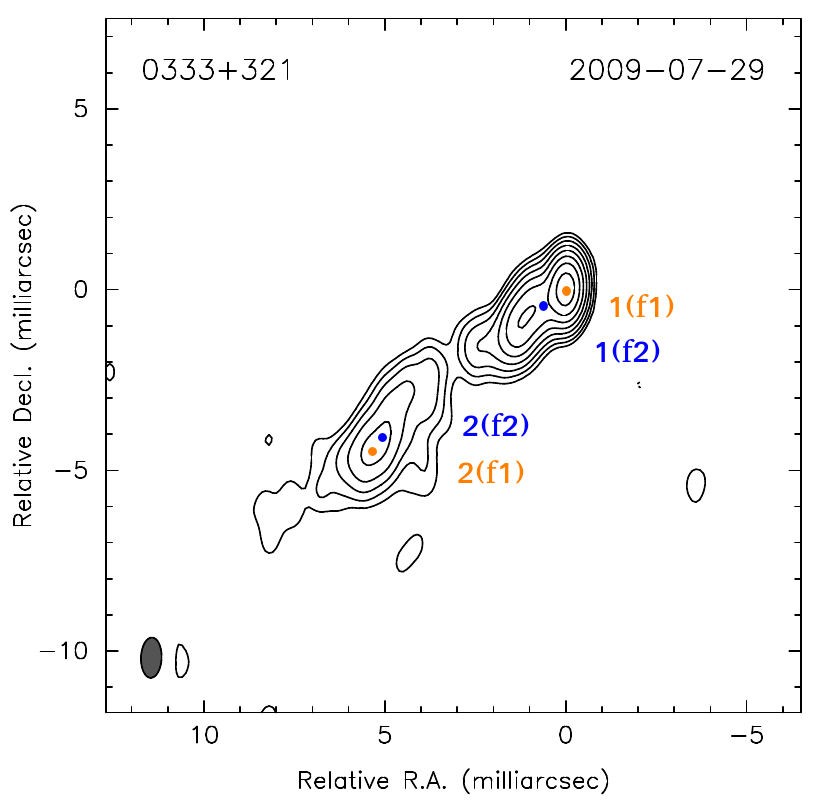 0333+321 2009−07−29
5
0
−5
−10
1(f1)
1(f2)
2(f2)
2(f1)
10 5 0 −5
Relative R.A. (milliarcsec)
Relative Decl. (milliarcsec)